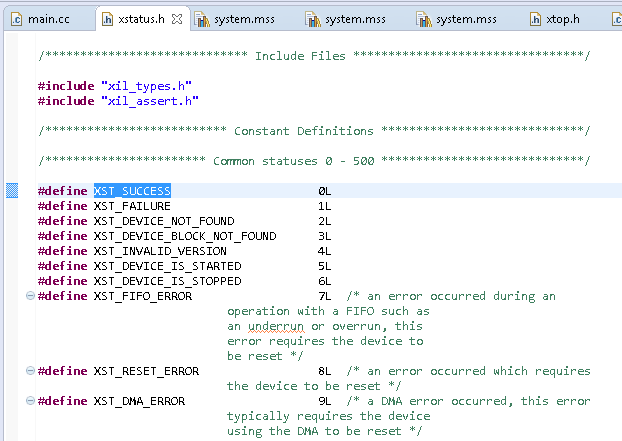 main.cc xstatus.h system.mss system.mss system.mss xtop.h
/**************************** Include Files ********************************/
#include "xil_types.h"
#include "xil_assert.h"
/************************** Constant Definitions *****************************/
/*********************** Common statuses 0 - 500 *****************************/
#define XST_SUCCESS 0L
#define XST_FAILURE 1L
#define XST_DEVICE_NOT_FOUND 2L
#define XST_DEVICE_BLOCK_NOT_FOUND 3L
#define XST_INVALID_VERSION 4L
#define XST_DEVICE_IS_STARTED 5L
#define XST_DEVICE_IS_STOPPED 6L
#define XST_FIFO_ERROR 7L /* an error occurred during an
operation with a FIFO such as
an underrun or overrun, this
error requires the device to
be reset */
#define XST_RESET_ERROR 8L /* an error occurred which requires
the device to be reset */
#define XST_DMA_ERROR 9L /* a DMA error occurred, this error
typically requires the device
using the DMA to be reset */